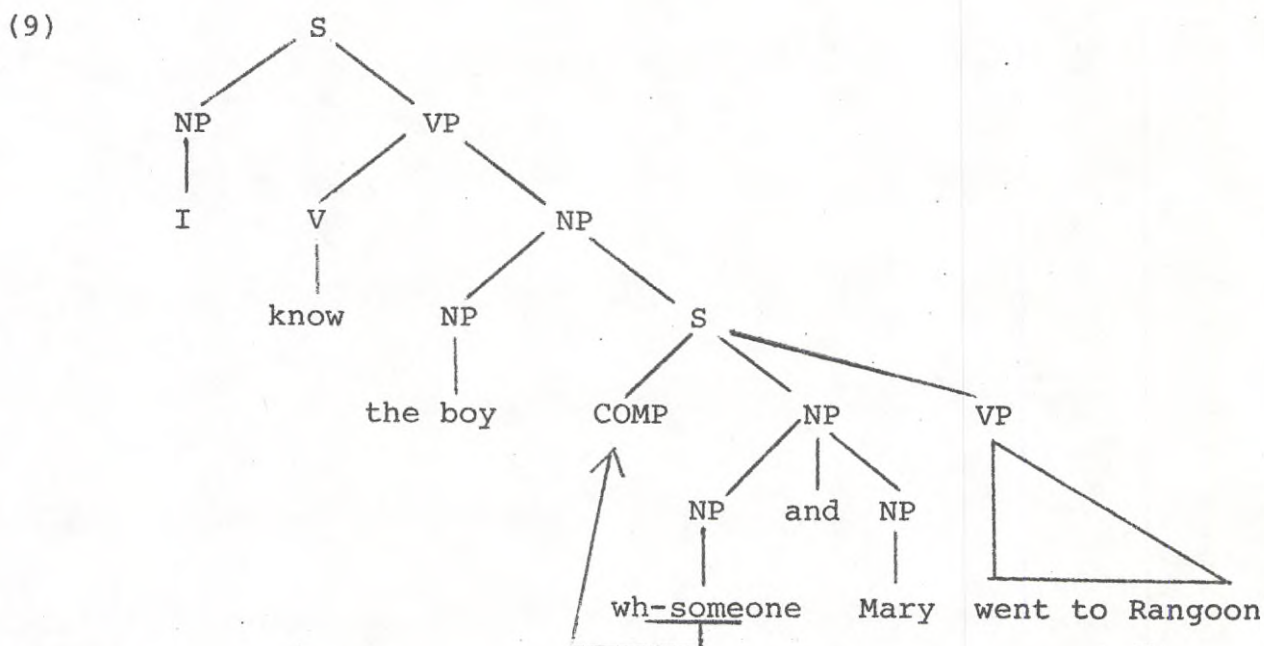 (9) S
NP VP
I V NP
know NP S
the boy COMP NP VP
NP and NP
wh-someone Mary went to Rangoon